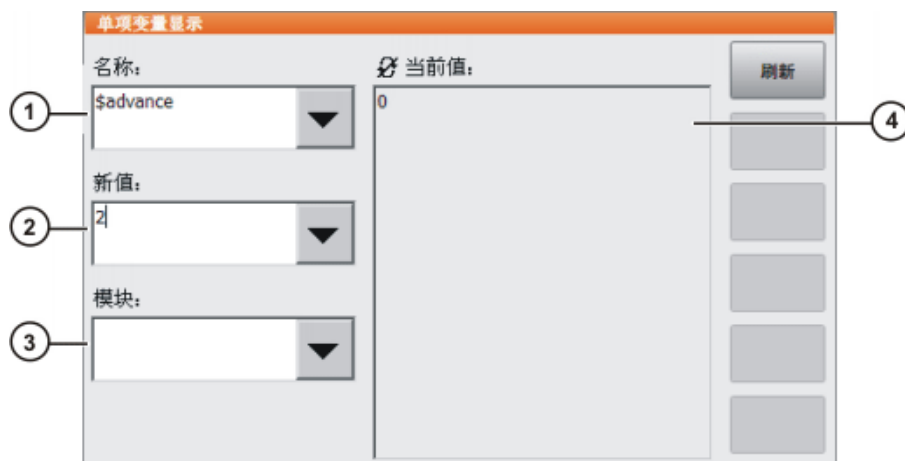 单项变量显示
名称：
当前值：
刷新
① $advance
0
④
新值：
② 2
模块：
③